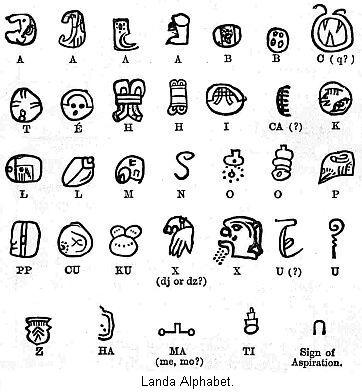 A A A A B B C (q?)
T É H H I CA (?) K
L L M N O O P
PP CU KU X X U (?) U
(dj or dz?)
Z HA MA TI Sign of
(me, mo?) Aspiration.
Landa Alphabet.